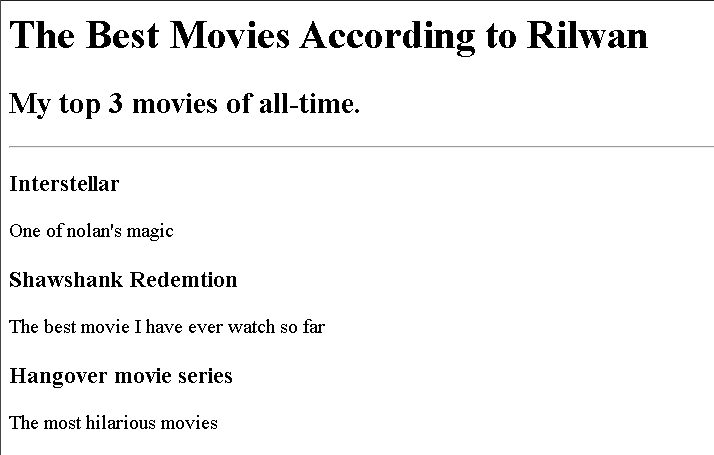 The Best Movies According to Rilwan
My top 3 movies of all-time.
Interstellar
One of nolan's magic
Shawshank Redemtion
The best movie I have ever watch so far
Hangover movie series
The most hilarious movies